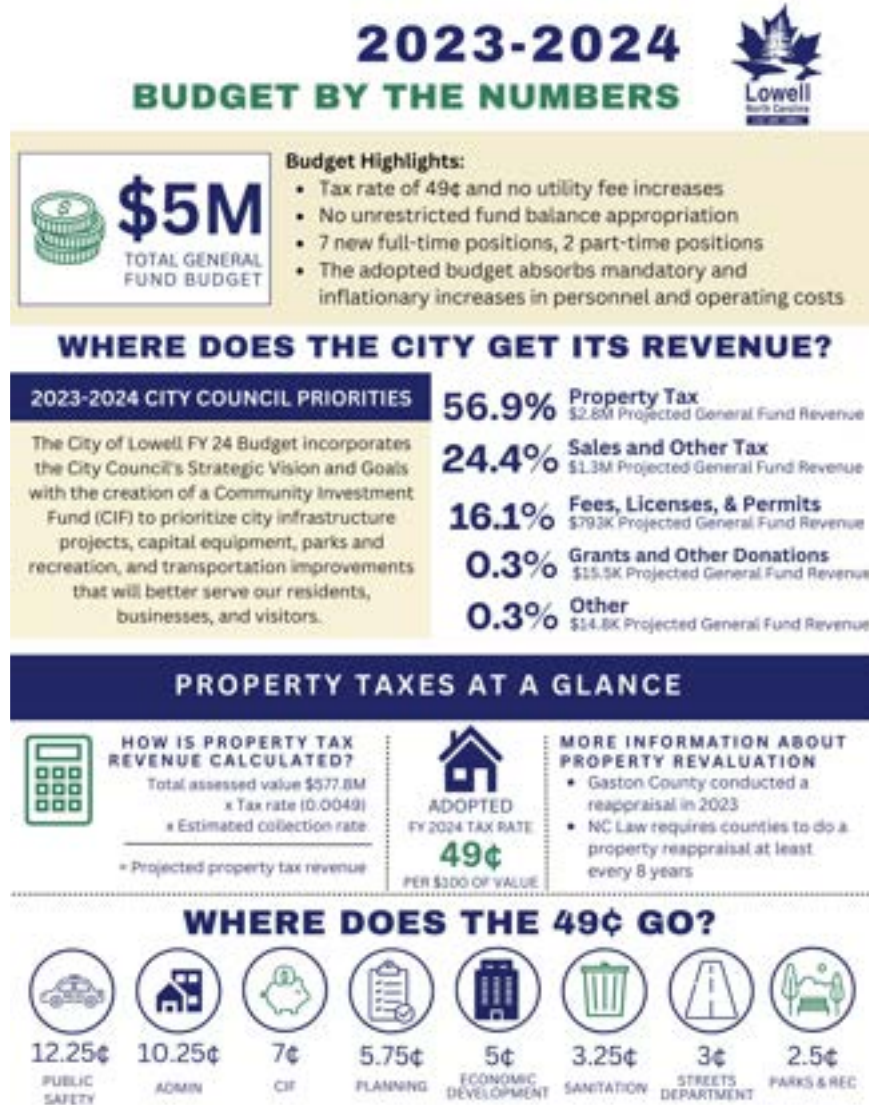 2023-2024
BUDGET BY THE NUMBERS
Lowell
North Carolina
$5M
TOTAL GENERAL
FUND BUDGET
Budget Highlights:
• Tax rate of 49¢ and no utility fee increases
• No unrestricted fund balance appropriation
• 7 new full-time positions, 2 part-time positions
• The adopted budget absorbs mandatory and
inflationary increases in personnel and operating costs
WHERE DOES THE CITY GET ITS REVENUE?
2023-2024 CITY COUNCIL PRIORITIES
The City of Lowell FY 24 Budget incorporates
the City Council's Strategic Vision and Goals
with the creation of a Community Investment
Fund (CIF) to prioritize city infrastructure
projects, capital equipment, parks and
recreation, and transportation improvements
that will better serve our residents,
businesses, and visitors.
56.9% Property Tax
$2.8M Projected General Fund Revenue
24.4% Sales and Other Tax
$1.3M Projected General Fund Revenue
16.1% Fees, Licenses, & Permits
$793K Projected General Fund Revenue
0.3% Grants and Other Donations
$15.5K Projected General Fund Revenue
0.3% Other
$14.8K Projected General Fund Revenue
PROPERTY TAXES AT A GLANCE
HOW IS PROPERTY TAX
REVENUE CALCULATED?
Total assessed value $577.8M
x Tax rate (0.0049)
x Estimated collection rate
= Projected property tax revenue
ADOPTED
FY 2024 TAX RATE
49¢
PER $100 OF VALUE
MORE INFORMATION ABOUT
PROPERTY REVALUATION
• Gaston County conducted a
reappraisal in 2023
• NC Law requires counties to do a
property reappraisal at least
every 8 years
WHERE DOES THE 49¢ GO?
12.25¢
PUBLIC
SAFETY
10.25¢
ADMIN
7¢
CIF
5.75¢
PLANNING
5¢
ECONOMIC
DEVELOPMENT
3.25¢
SANITATION
3¢
STREETS
DEPARTMENT
2.5¢
PARKS & REC